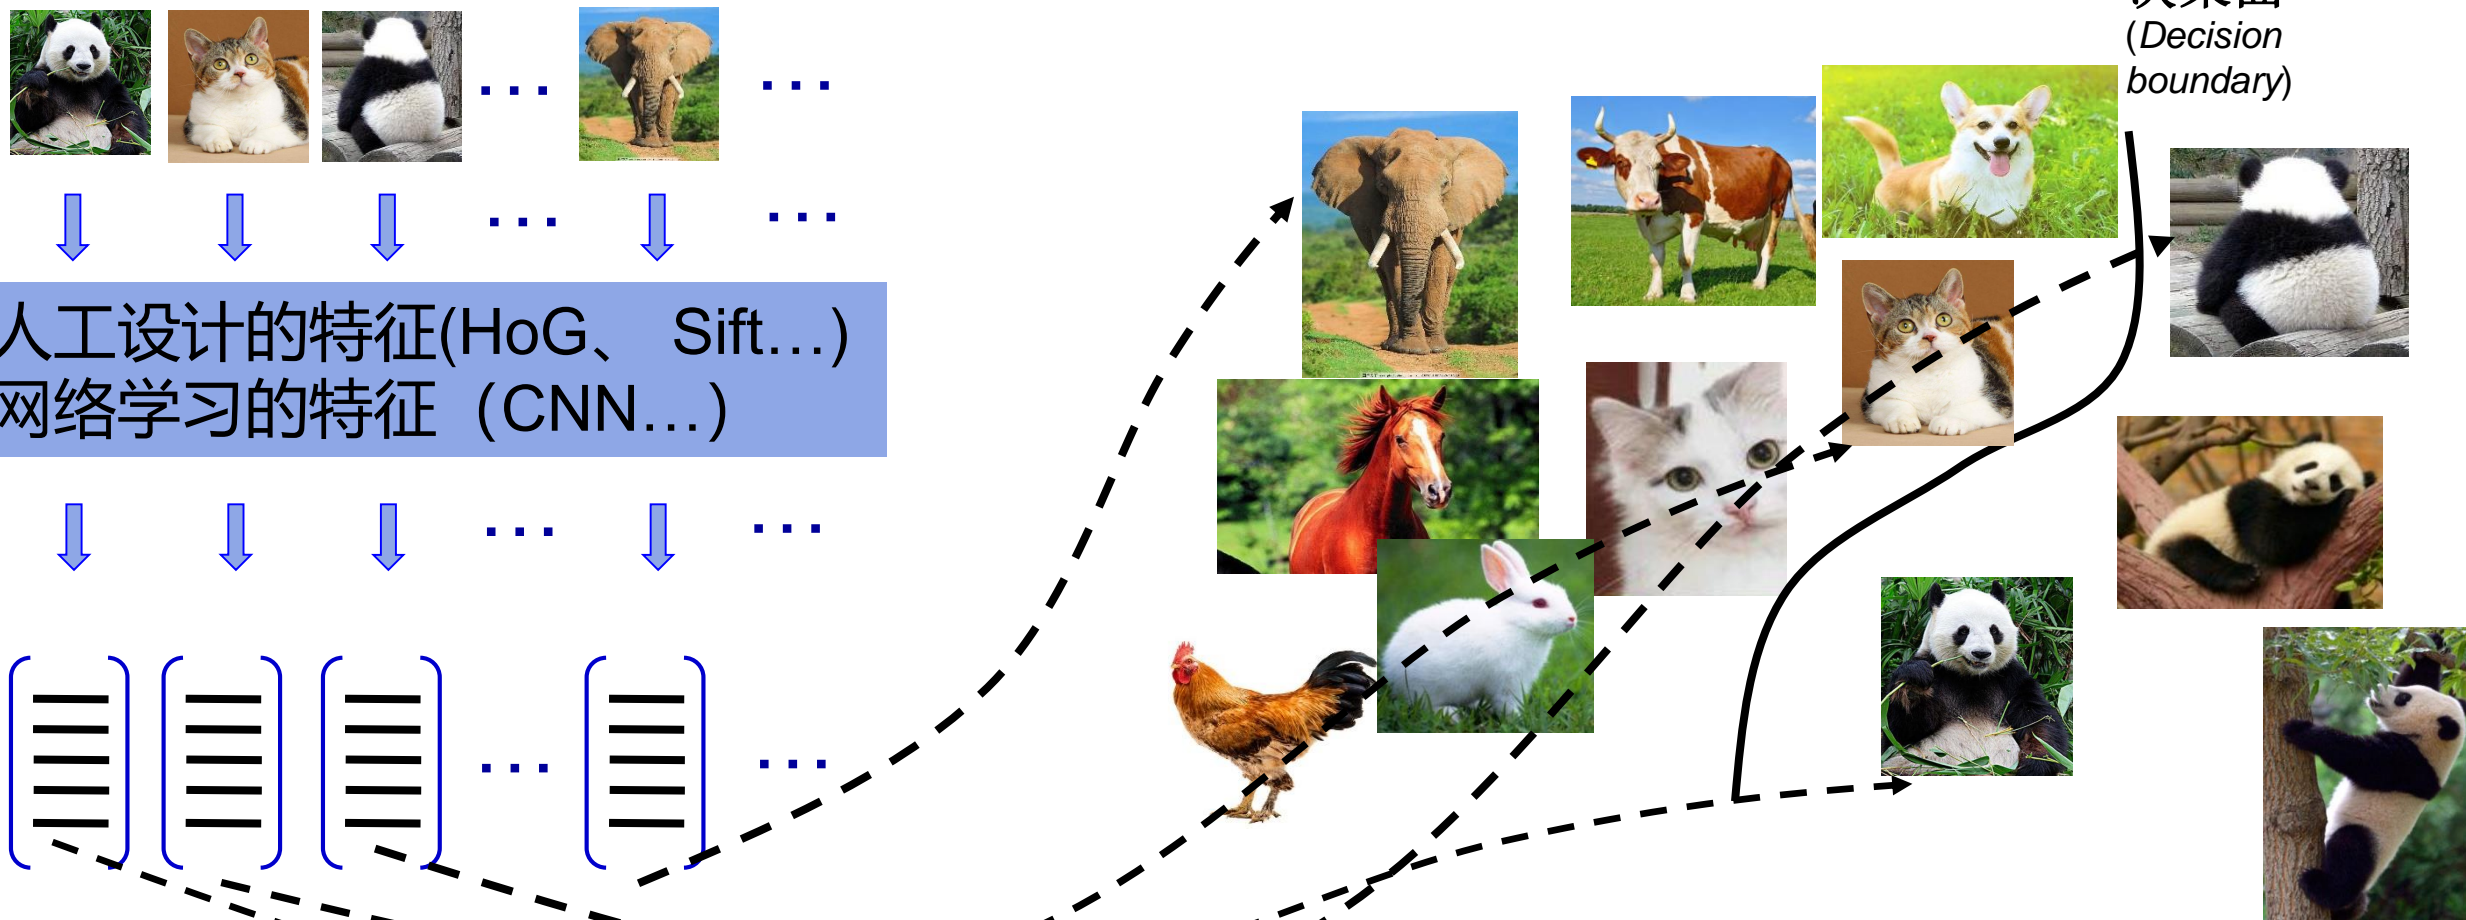 人工设计的特征(HoG、 Sift…)
网络学习的特征（CNN…）
(Decision
boundary)